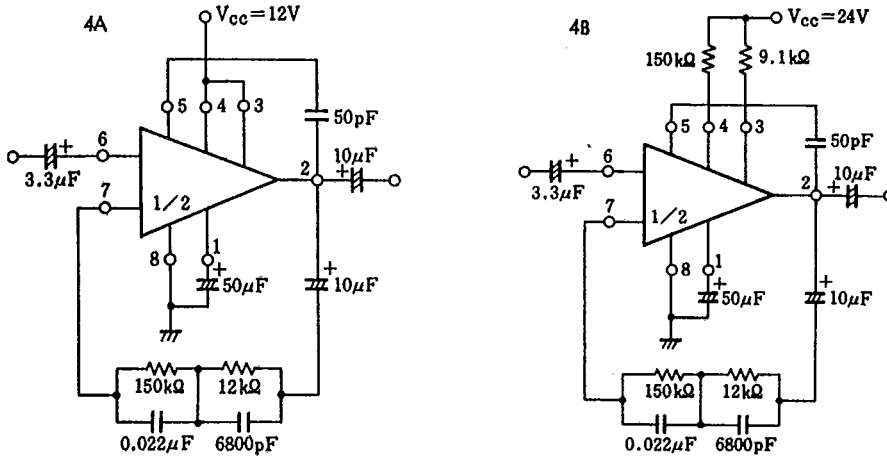 4A
Vcc=12V
5
4
3
50pF
6
3.3μF
+
7
1/2
2
10μF
+
8
1
+
50μF
+
10μF
150kΩ
12kΩ
0.022μF
6800pF
4B
Vcc=24V
150kΩ
9.1kΩ
5
4
3
50pF
6
3.3μF
+
7
1/2
2
10μF
+
8
1
+
50μF
+
10μF
150kΩ
12kΩ
0.022μF
6800pF